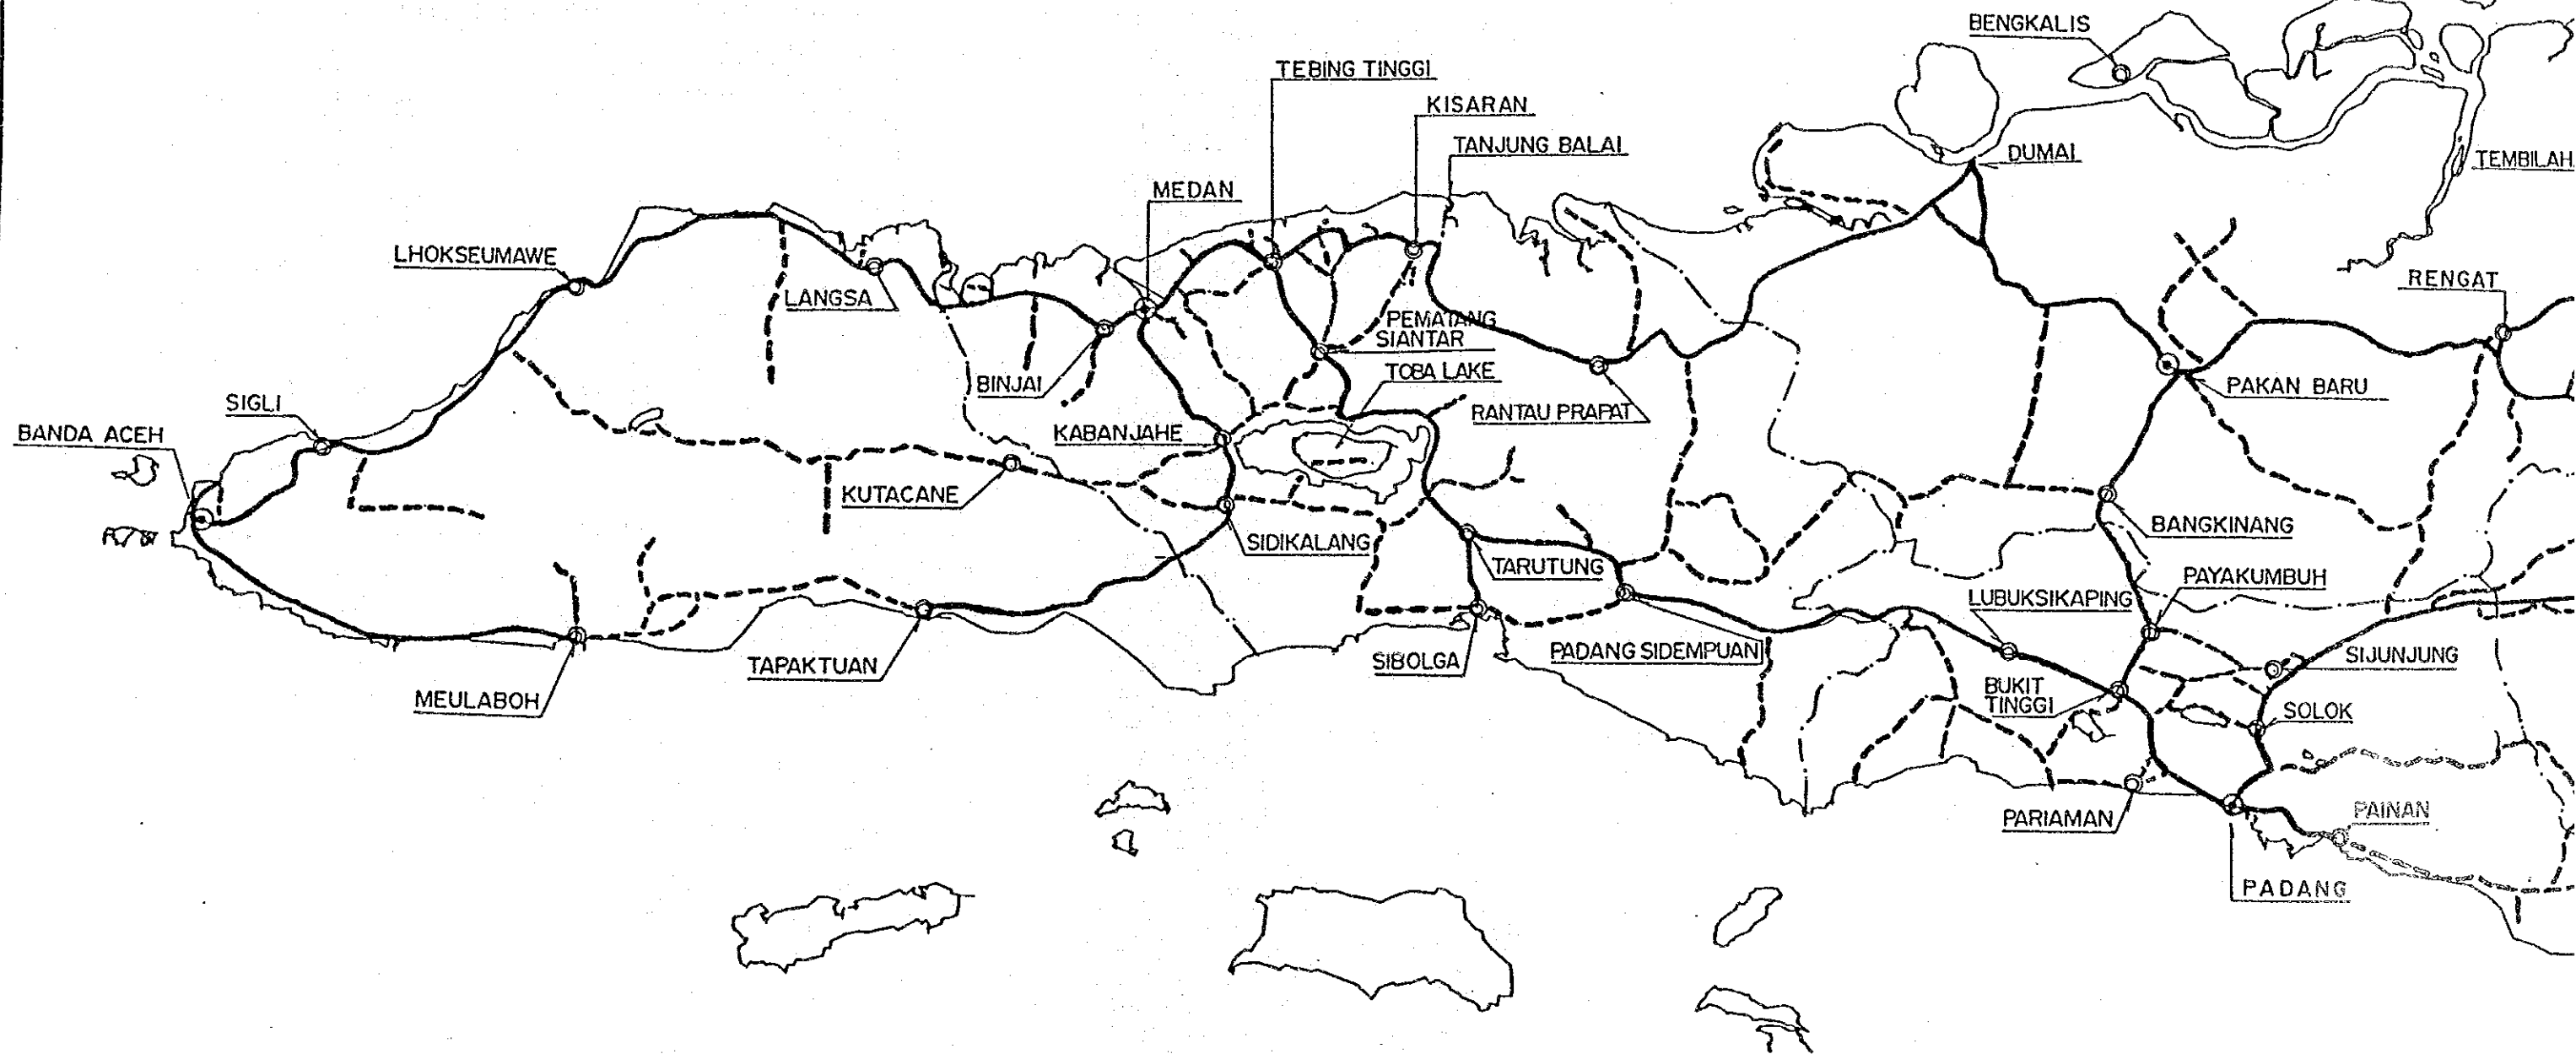 BENGKALIS
TEBING TINGGI
KISARAN
TANJUNG BALAI
DUMAI
TEMBILAH
MEDAN
LHOKSEUMAWE
LANGSA
RENGAT
PEMATANG
SIANTAR
BINJAI
TOBA LAKE
PAKAN BARU
SIGLI
RANTAU PRAPAT
BANDA ACEH
KABANJAHE
KUTACANE
BANGKINANG
SIDIKALANG
TARUTUNG
PAYAKUMBUH
LUBUKSIKAPING
PADANG SIDEMPUAN
SIJUNJUNG
TAPAKTUAN
SIBOLGA
BUKIT
TINGGI
MEULABOH
SOLOK
PARIAMAN
PAINAN
PADANG